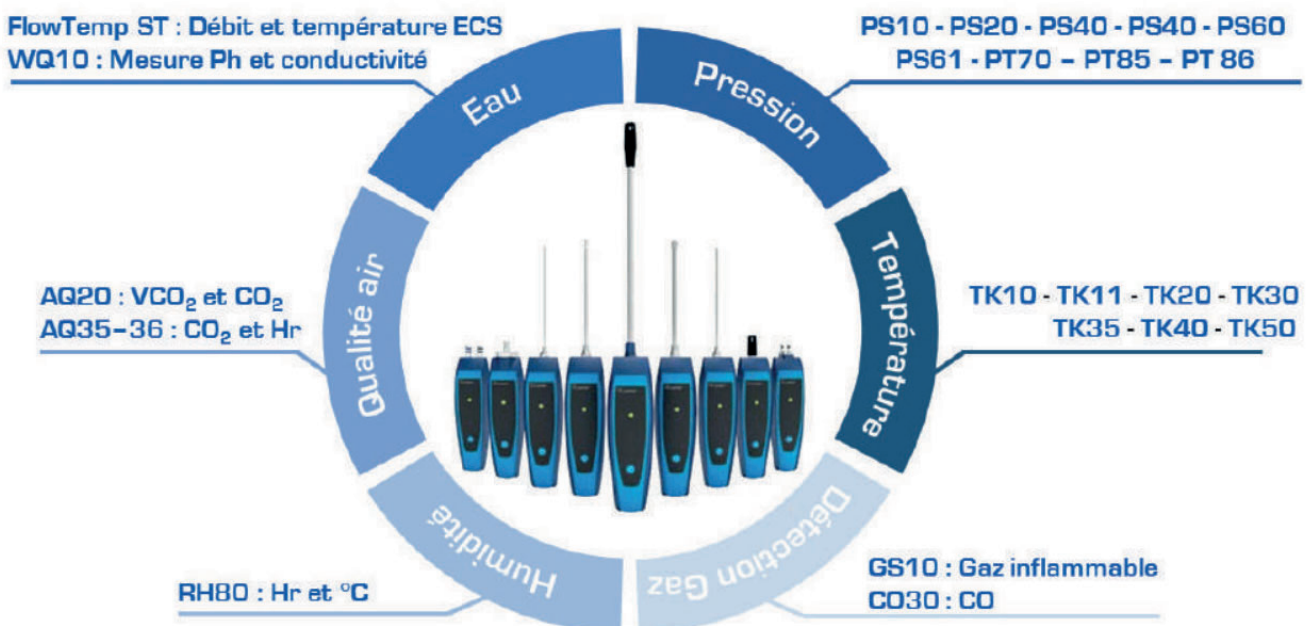 FlowTemp ST : Débit et température ECS
WQ10 : Mesure Ph et conductivité
Eau
PS10 - PS20 - PS40 - PS40 - PS60
PS61 - PT70 – PT85 – PT 86
Pression
Température
TK10 - TK11 - TK20 - TK30
TK35 - TK40 - TK50
Qualité air
AQ20 : VCO₂ et CO₂
AQ35–36 : CO₂ et Hr
Humidité
RH80 : Hr et °C
Détection Gaz
GS10 : Gaz inflammable
CO30 : CO